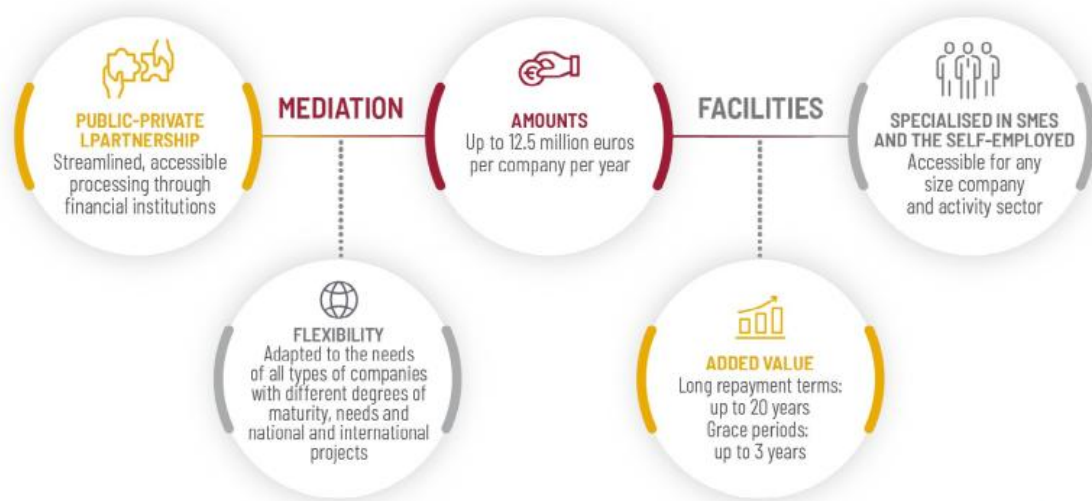 PUBLIC-PRIVATE
LPARTNERSHIP
Streamlined, accessible
processing through
financial institutions
MEDIATION
AMOUNTS
Up to 12.5 million euros
per company per year
FACILITIES
SPECIALISED IN SMES
AND THE SELF-EMPLOYED
Accessible for any
size company
and activity sector
FLEXIBILITY
Adapted to the needs
of all types of companies
with different degrees of
maturity, needs and
national and international
projects
ADDED VALUE
Long repayment terms:
up to 20 years
Grace periods:
up to 3 years